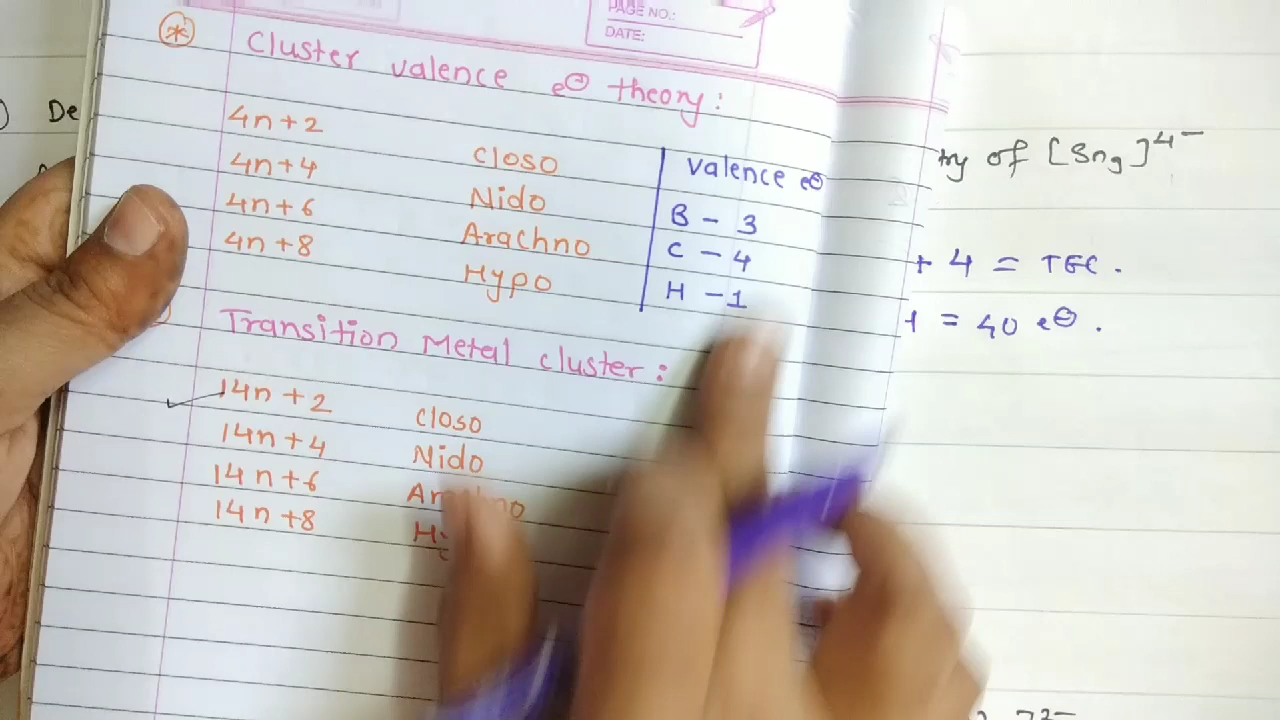 PAGE NO.:
DATE:
* Cluster valence e⊖ theory:
4n+2 Closo
4n+4 Nido
4n+6 Arachno
4n+8 Hypo
valence e⊖
B - 3
C - 4
H - 1
Transition Metal cluster:
14n + 2 closo
14n + 4 Nido
14n + 6
14n + 8
) De
try of [Sn9]4-
+ 4 = TEC.
= 40 e⊖.